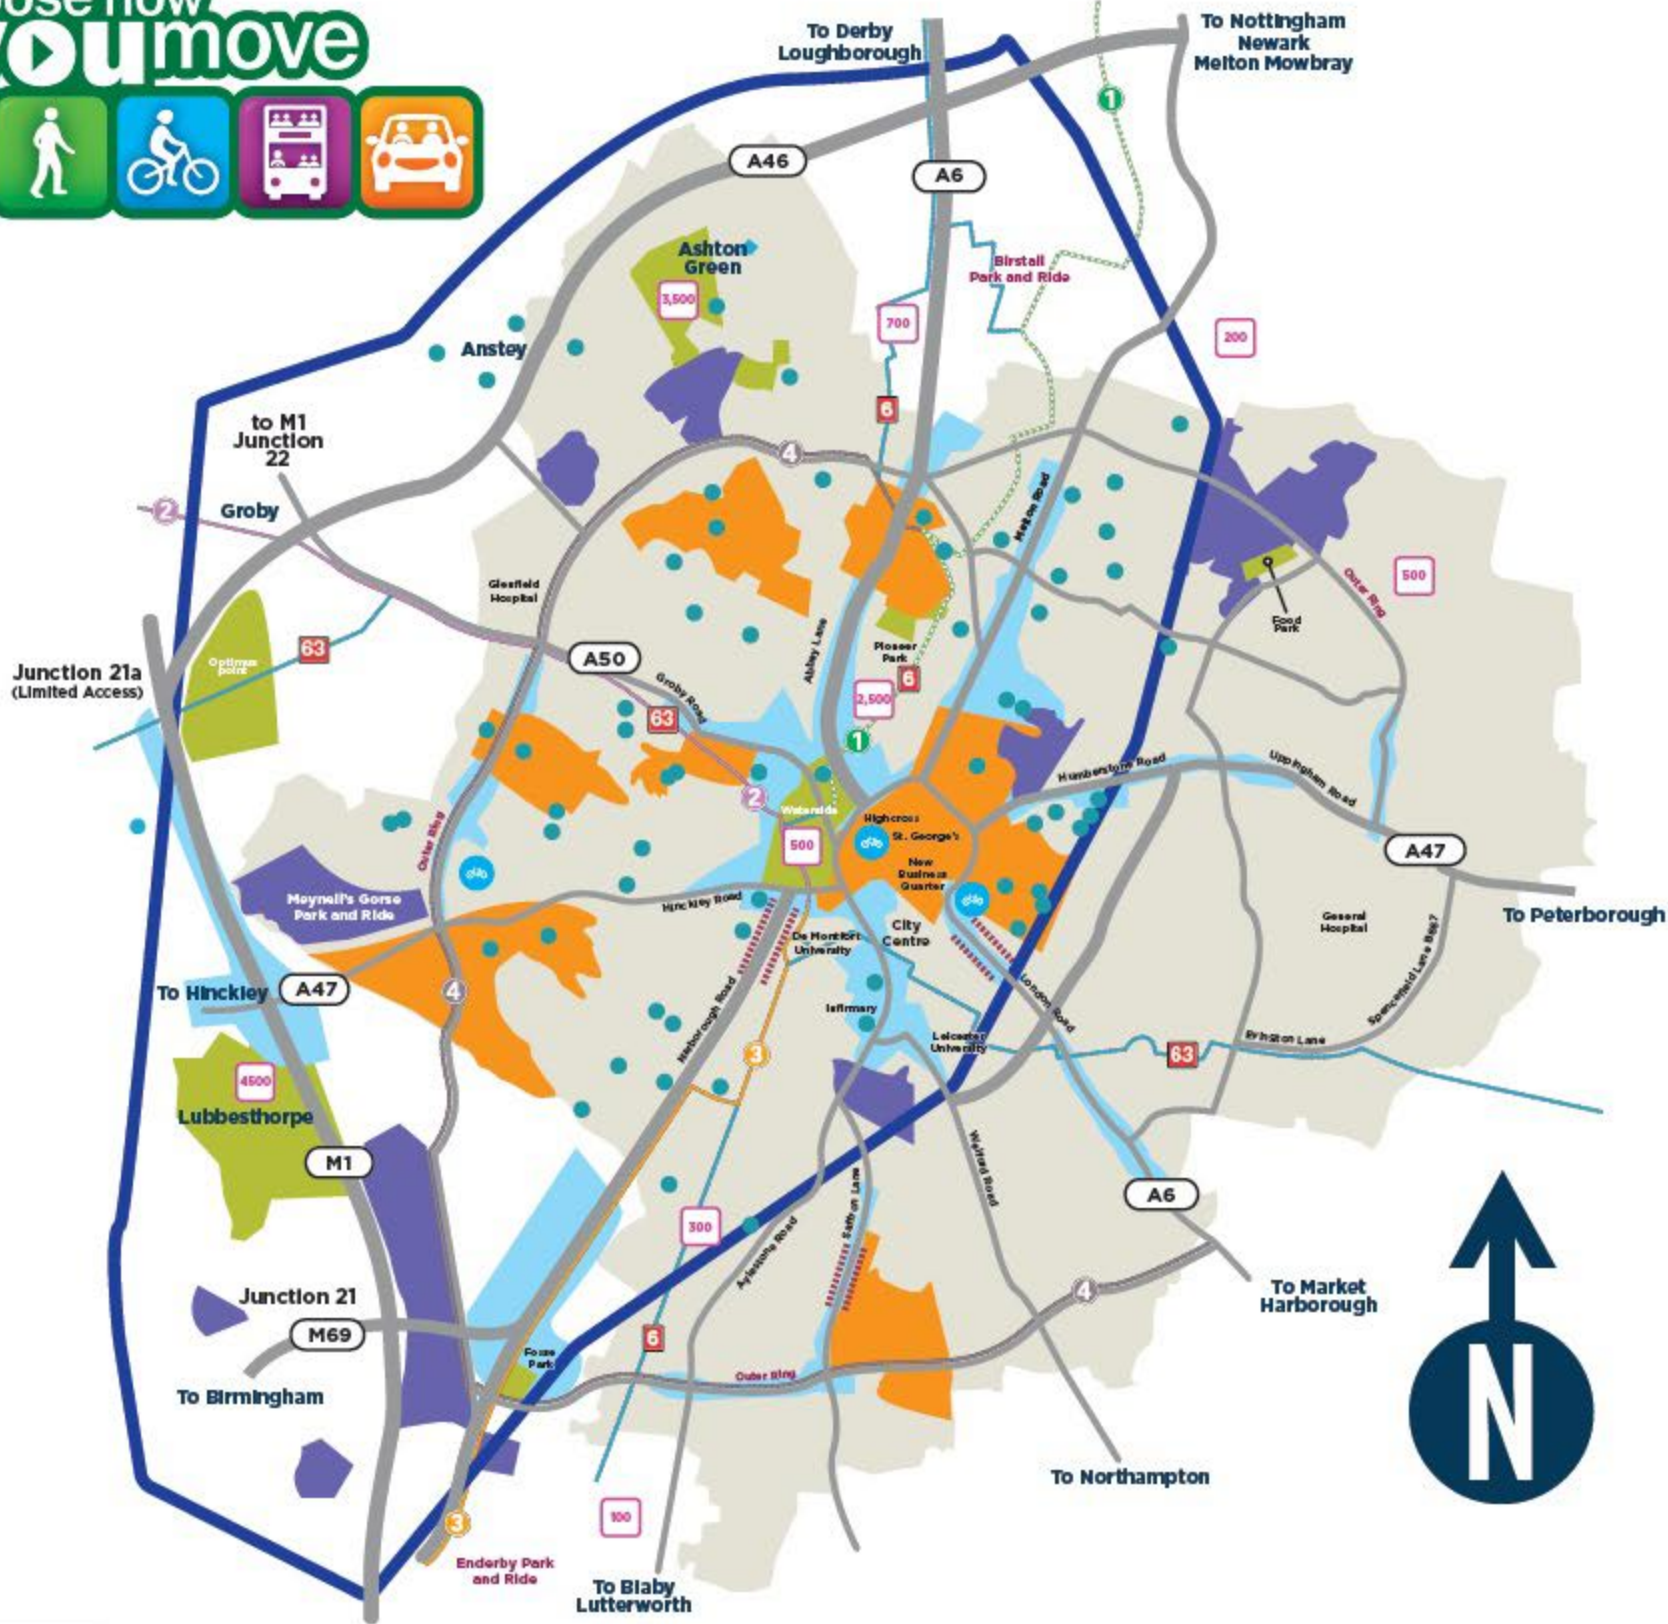 youmove
To Derby
Loughborough
To Nottingham
Newark
Melton Mowbray
1
A46
A6
Ashton
Green
3,500
Birstall
Park and Ride
700
200
Anstey
6
to M1
Junction
22
4
2
Groby
Melton Road
Glenfield
Hospital
500
Outer Ring
Food
Park
63
Optimus
point
Junction 21a
(Limited Access)
A50
Abbey Lane
Pioneer
Park
6
Groby Road
2,500
63
1
Humberstone Road
Uppingham Road
2
Waterside
Highcross
St. George's
500
New
Business
Quarter
A47
Outer Ring
Meynell's Gorse
Park and Ride
Hinckley Road
De Montfort
University
City
Centre
General
Hospital
To Peterborough
To Hinckley
A47
4
Narborough Road
Infirmary
London Road
Leicester
University
Evington Lane
3
63
4500
Lubbesthorpe
M1
Welford Road
A6
Saffron Lane
300
Aylestone Road
Junction 21
M69
4
To Market
Harborough
6
Fosse
Park
Outer Ring
To Birmingham
To Northampton
N
100
3
Enderby Park
and Ride
To Blaby
Lutterworth